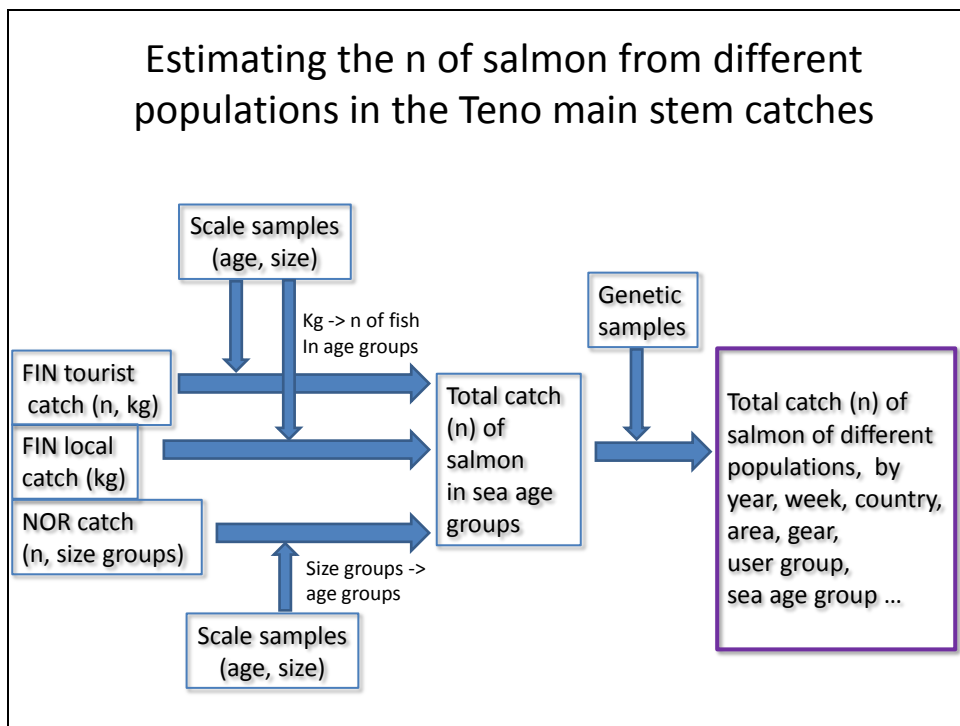 Estimating the n of salmon from different
populations in the Teno main stem catches
Scale samples
(age, size)
Kg -> n of fish
In age groups
Genetic
samples
FIN tourist
catch (n, kg)
FIN local
catch (kg)
NOR catch
(n, size groups)
Total catch
(n) of
salmon
in sea age
groups
Total catch (n) of
salmon of different
populations, by
year, week, country,
area, gear,
user group,
sea age group ...
Size groups ->
age groups
Scale samples
(age, size)